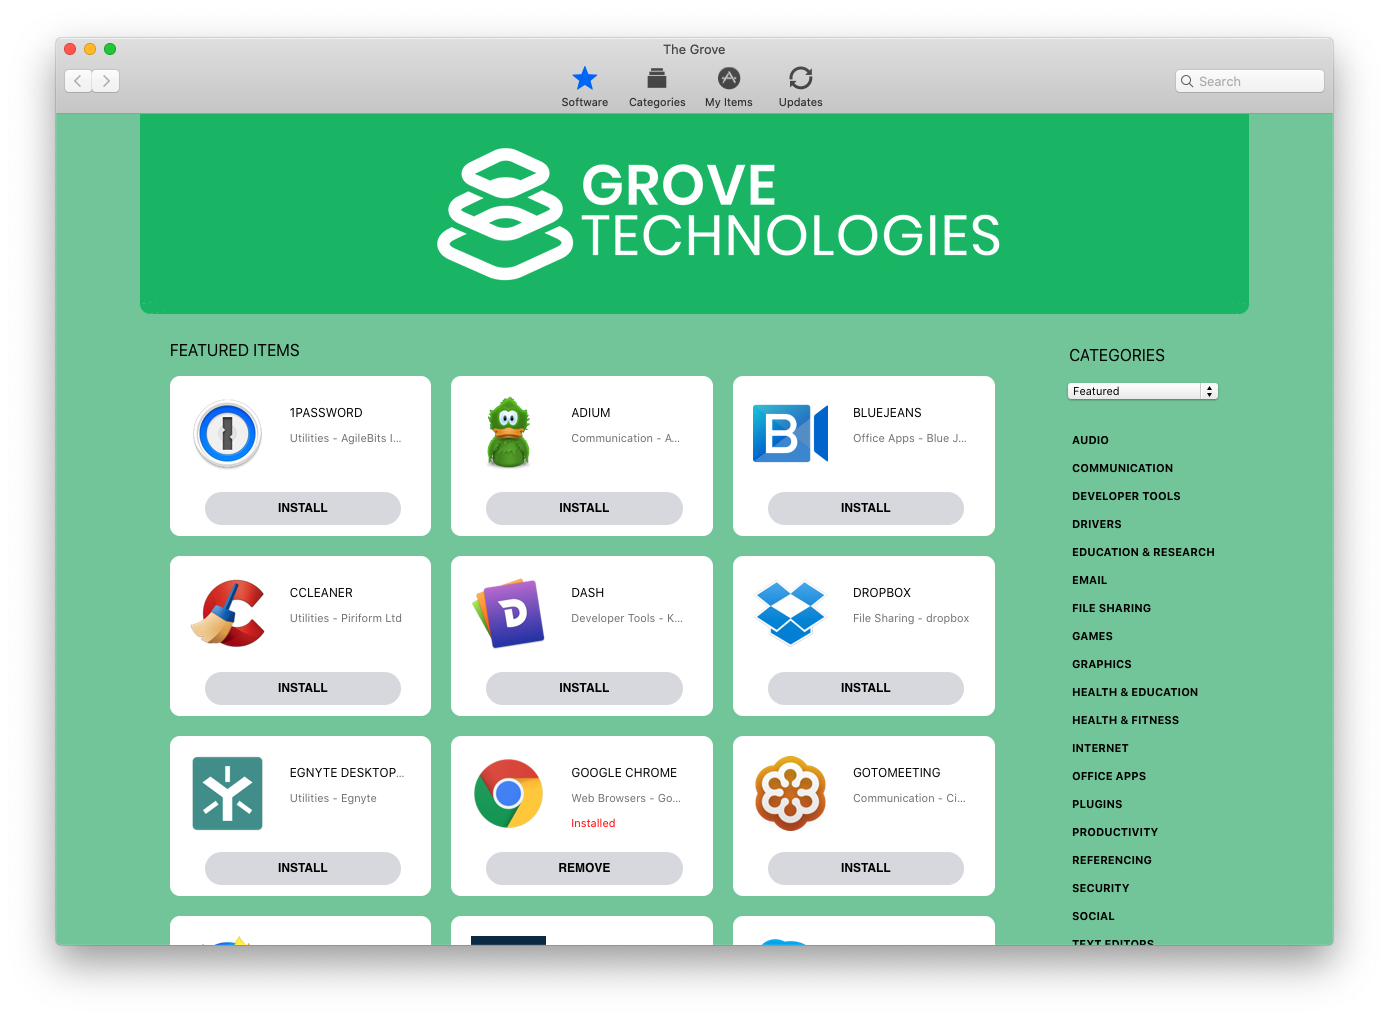 The Grove
Software
Categories
My Items
Updates
Search
GROVE
TECHNOLOGIES
FEATURED ITEMS
1PASSWORD
Utilities - AgileBits I...
INSTALL
ADIUM
Communication - A...
INSTALL
BLUEJEANS
Office Apps - Blue J...
INSTALL
CCLEANER
Utilities - Piriform Ltd
INSTALL
DASH
Developer Tools - K...
INSTALL
DROPBOX
File Sharing - dropbox
INSTALL
EGNYTE DESKTOP...
Utilities - Egnyte
INSTALL
GOOGLE CHROME
Web Browsers - Go...
Installed
REMOVE
GOTOMEETING
Communication - Ci...
INSTALL
CATEGORIES
Featured
AUDIO
COMMUNICATION
DEVELOPER TOOLS
DRIVERS
EDUCATION & RESEARCH
EMAIL
FILE SHARING
GAMES
GRAPHICS
HEALTH & EDUCATION
HEALTH & FITNESS
INTERNET
OFFICE APPS
PLUGINS
PRODUCTIVITY
REFERENCING
SECURITY
SOCIAL
TEXT EDITORS